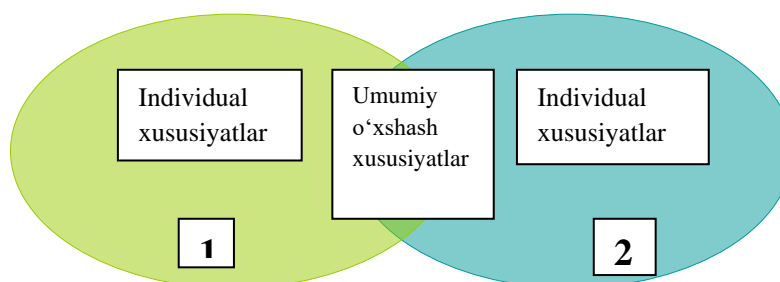 Individual
xususiyatlar
Umumiy
o‘xshash
xususiyatlar
Individual
xususiyatlar
1
2